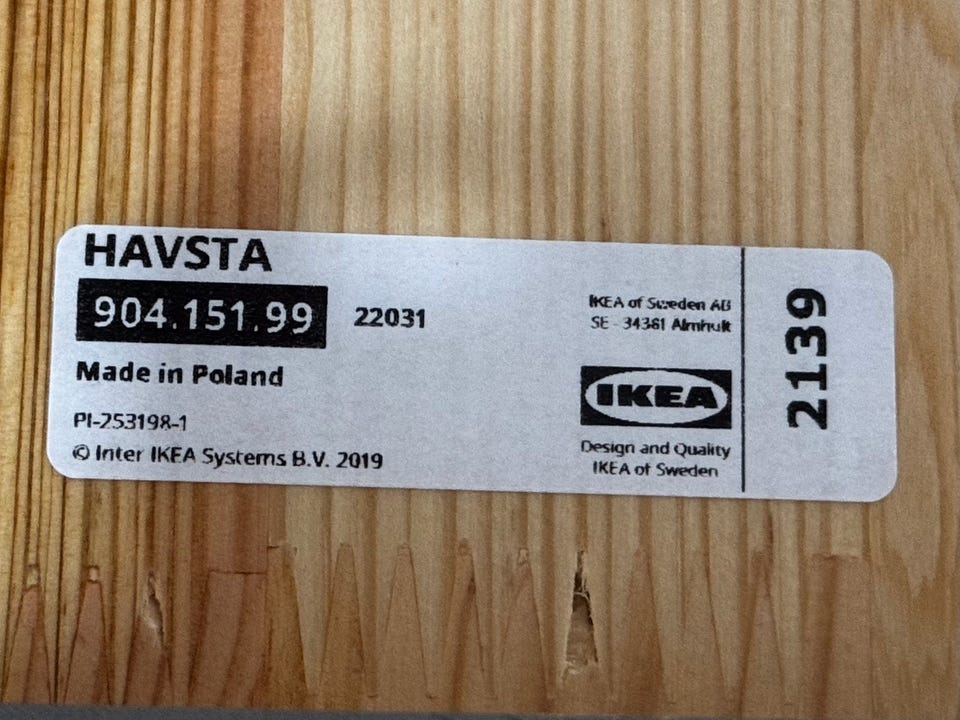 HAVSTA
904.151.99
22031
Made in Poland
PI-253198-1
© Inter IKEA Systems B.V. 2019
IKEA of Sweden AB
SE - 34381 Älmhult
IKEA
Design and Quality
IKEA of Sweden
2139